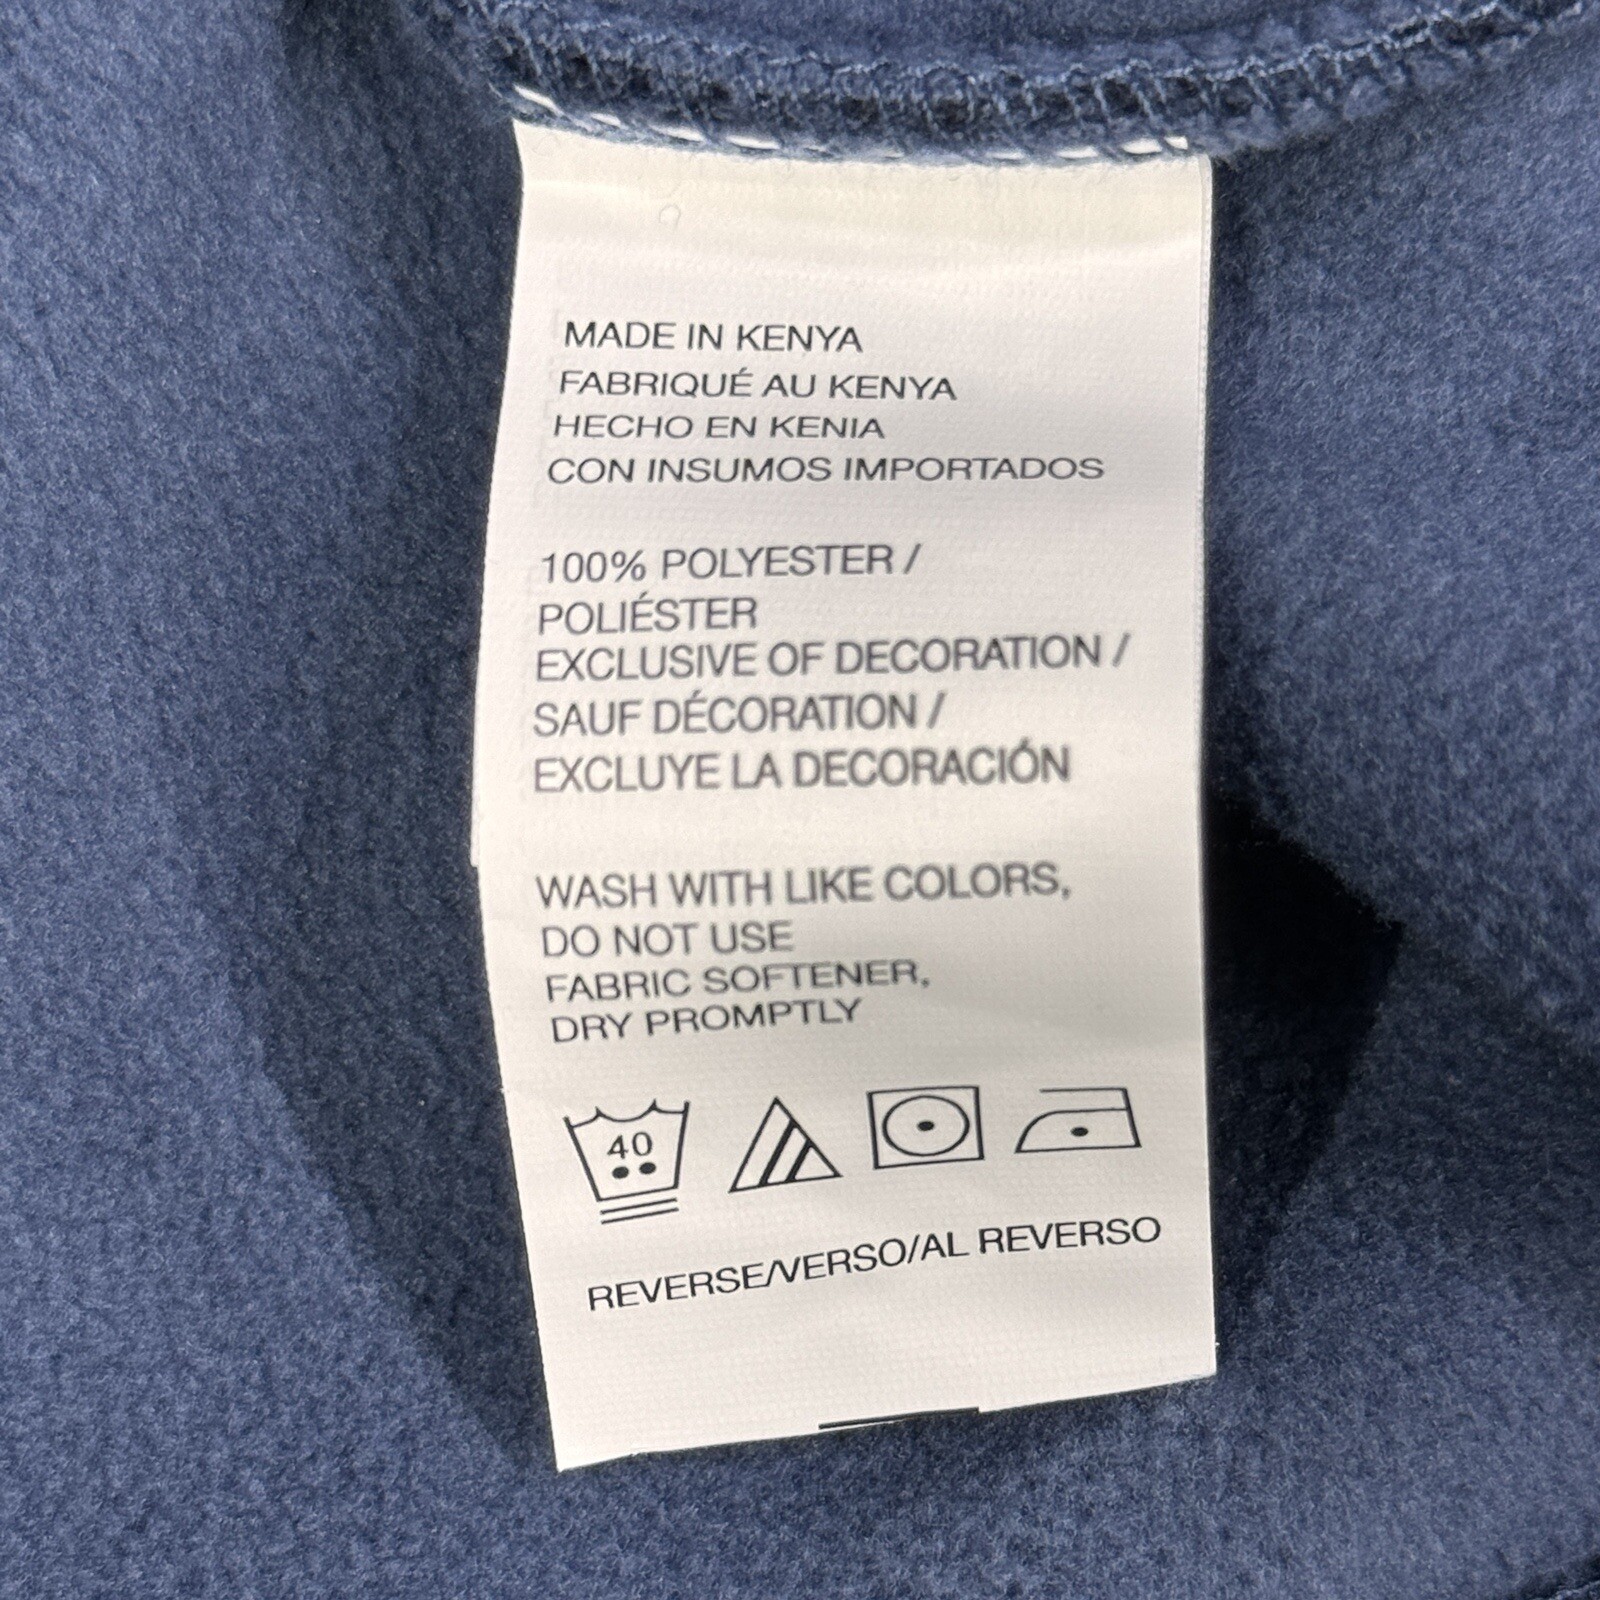 MADE IN KENYA
FABRIQUÉ AU KENYA
HECHO EN KENIA
CON INSUMOS IMPORTADOS
100% POLYESTER /
POLIÉSTER
EXCLUSIVE OF DECORATION /
SAUF DÉCORATION /
EXCLUYE LA DECORACIÓN
WASH WITH LIKE COLORS,
DO NOT USE
FABRIC SOFTENER,
DRY PROMPTLY
40
REVERSE/VERSO/AL REVERSO